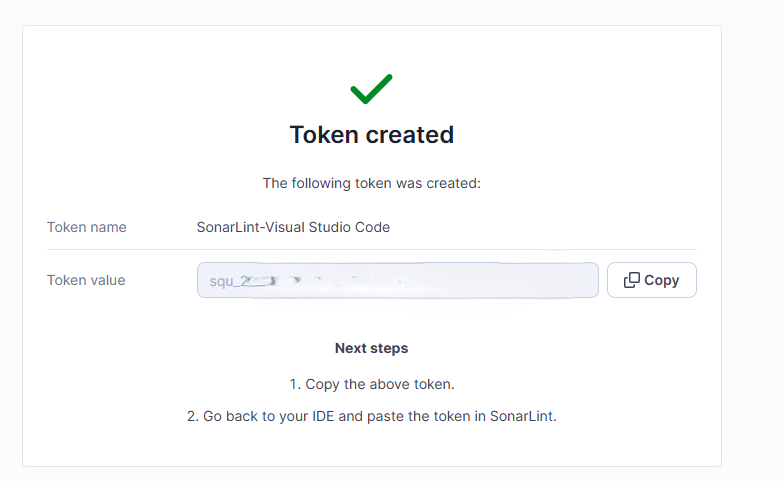 Token created
The following token was created:
Token name SonarLint-Visual Studio Code
Token value squ_2 Copy
Next steps
1. Copy the above token.
2. Go back to your IDE and paste the token in SonarLint.